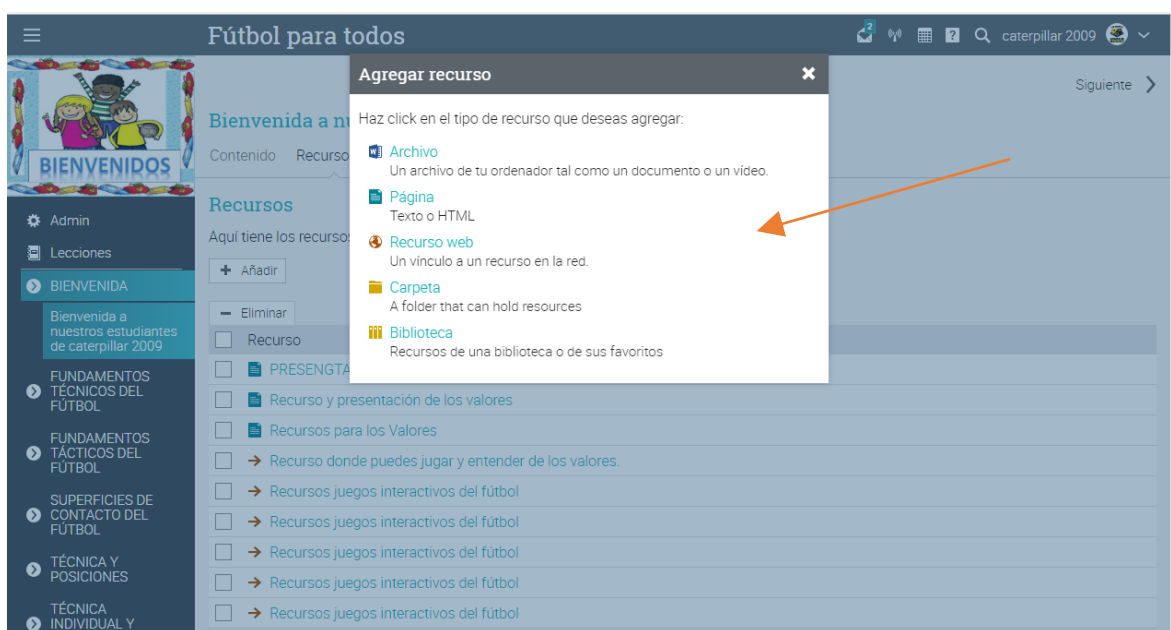 Fútbol para todos
2
caterpillar 2009
BIENVENIDOS
Admin
Lecciones
BIENVENIDA
Bienvenida a
nuestros estudiantes
de caterpillar 2009
FUNDAMENTOS
TÉCNICOS DEL
FÚTBOL
FUNDAMENTOS
TÁCTICOS DEL
FÚTBOL
SUPERFICIES DE
CONTACTO DEL
FÚTBOL
TÉCNICA Y
POSICIONES
TÉCNICA
INDIVIDUAL Y
Siguiente
Bienvenida a nu
Contenido Recurso
Recursos
Aquí tiene los recursos
Añadir
Eliminar
Recurso
PRESENGTA
Recurso y presentación de los valores
Recursos para los Valores
Recurso donde puedes jugar y entender de los valores.
Recursos juegos interactivos del fútbol
Recursos juegos interactivos del fútbol
Recursos juegos interactivos del fútbol
Recursos juegos interactivos del fútbol
Recursos juegos interactivos del fútbol
Agregar recurso
Haz click en el tipo de recurso que deseas agregar:
Archivo
Un archivo de tu ordenador tal como un documento o un vídeo.
Página
Texto o HTML
Recurso web
Un vínculo a un recurso en la red.
Carpeta
A folder that can hold resources
Biblioteca
Recursos de una biblioteca o de sus favoritos